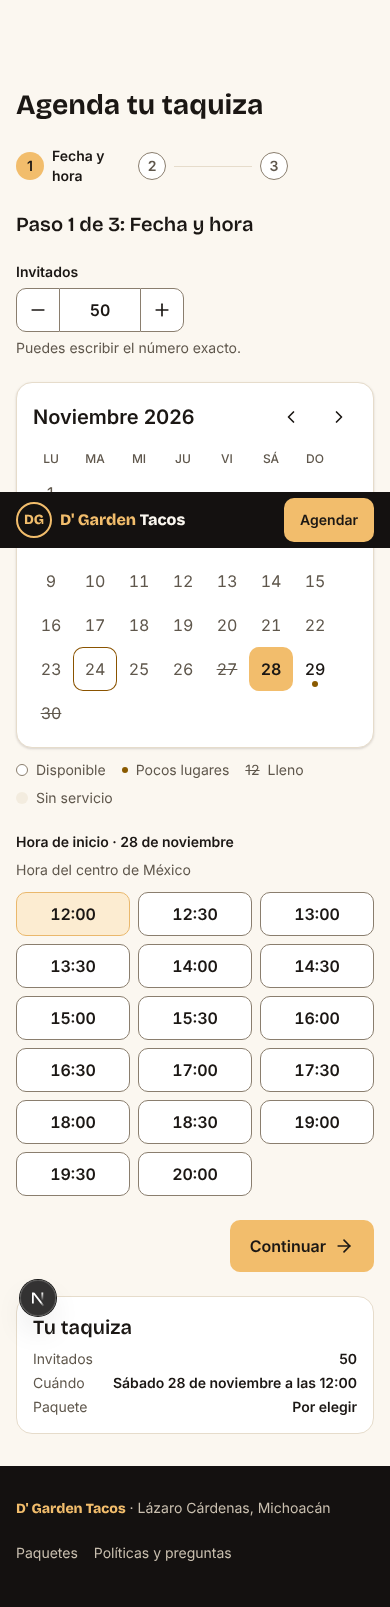 Agenda tu taquiza
1 Fecha y hora 2 3
Paso 1 de 3: Fecha y hora
Invitados
− 50 +
Puedes escribir el número exacto.
Noviembre 2026
LU MA MI JU VI SÁ DO
DG D' Garden Tacos Agendar
9 10 11 12 13 14 15
16 17 18 19 20 21 22
23 24 25 26 27 28 29
30
Disponible Pocos lugares 12 Lleno
Sin servicio
Hora de inicio · 28 de noviembre
Hora del centro de México
12:00 12:30 13:00
13:30 14:00 14:30
15:00 15:30 16:00
16:30 17:00 17:30
18:00 18:30 19:00
19:30 20:00
Continuar →
N
Tu taquiza
Invitados 50
Cuándo Sábado 28 de noviembre a las 12:00
Paquete Por elegir
D' Garden Tacos · Lázaro Cárdenas, Michoacán
Paquetes Políticas y preguntas